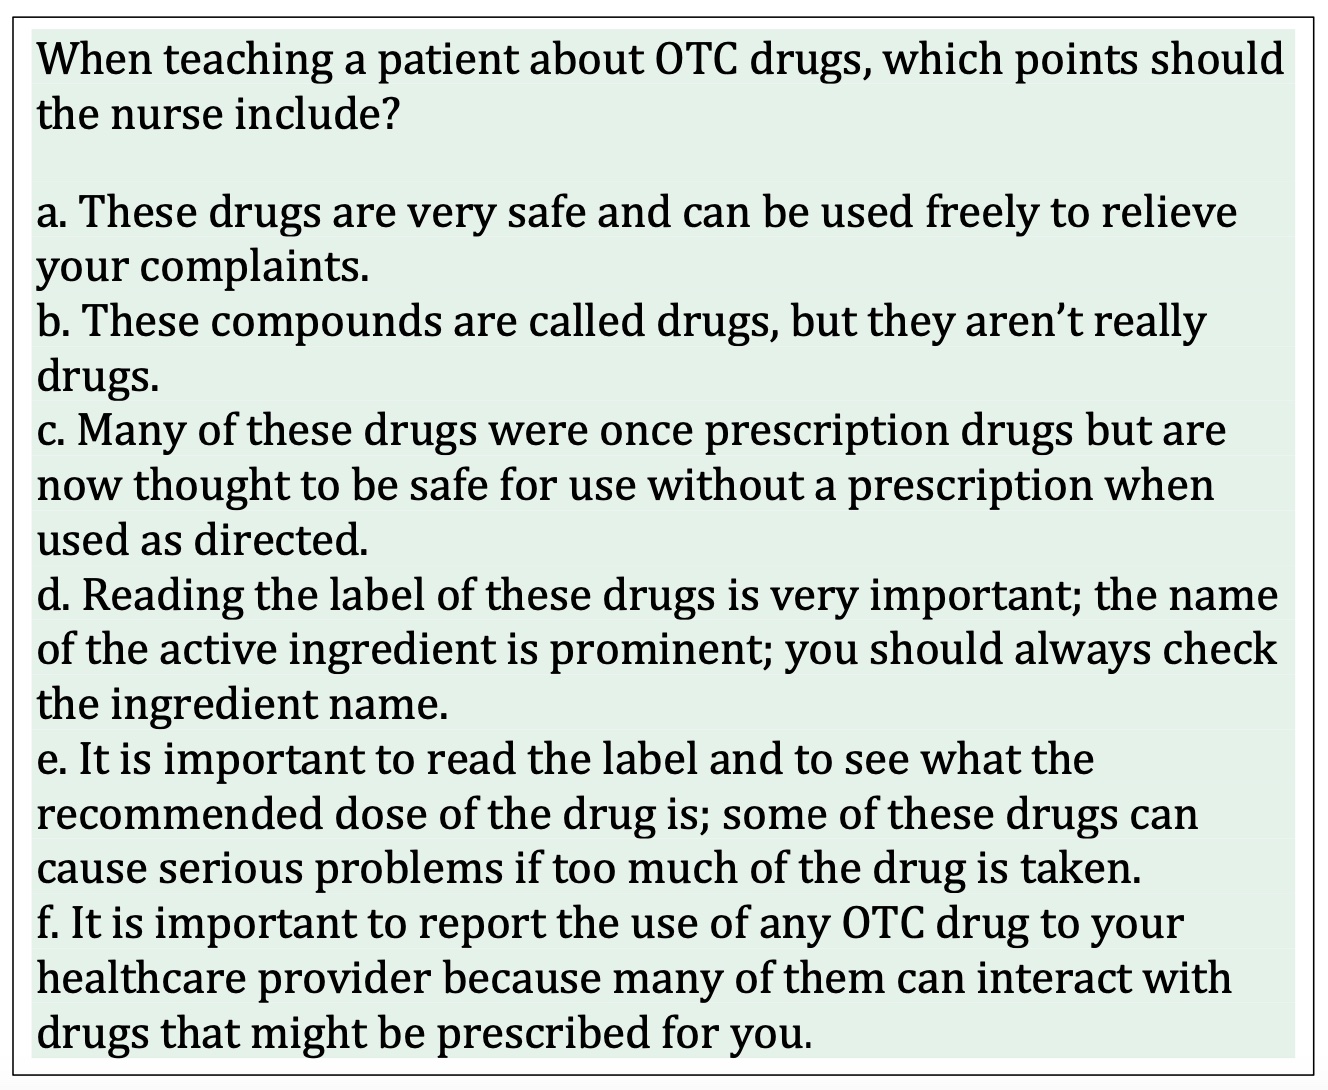 When teaching a patient about OTC drugs, which points should
the nurse include?
a. These drugs are very safe and can be used freely to relieve
your complaints.
b. These compounds are called drugs, but they aren’t really
drugs.
c. Many of these drugs were once prescription drugs but are
now thought to be safe for use without a prescription when
used as directed.
d. Reading the label of these drugs is very important; the name
of the active ingredient is prominent; you should always check
the ingredient name.
e. It is important to read the label and to see what the
recommended dose of the drug is; some of these drugs can
cause serious problems if too much of the drug is taken.
f. It is important to report the use of any OTC drug to your
healthcare provider because many of them can interact with
drugs that might be prescribed for you.